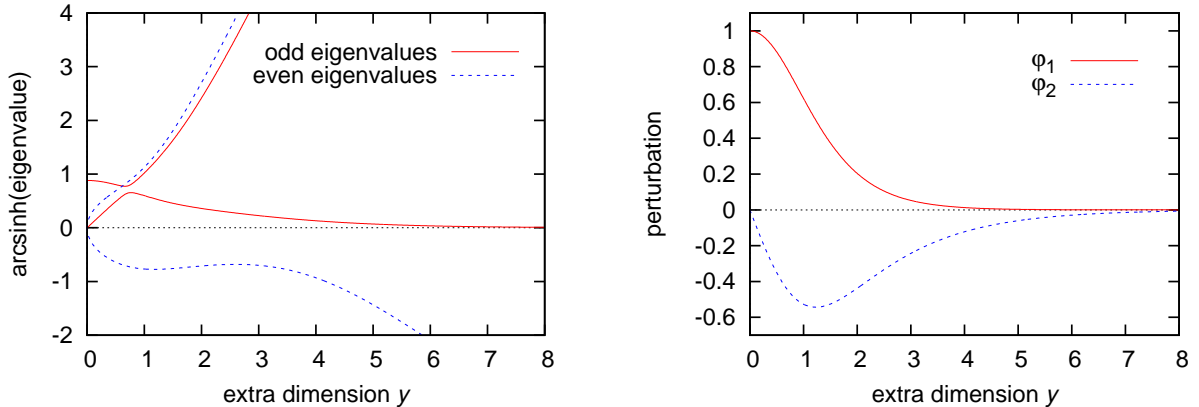 4
3
2
1
0
-1
-2
0 1 2 3 4 5 6 7 8
arcsinh(eigenvalue)
extra dimension y
odd eigenvalues
even eigenvalues
1
0.8
0.6
0.4
0.2
0
-0.2
-0.4
-0.6
0 1 2 3 4 5 6 7 8
perturbation
extra dimension y
φ1
φ2